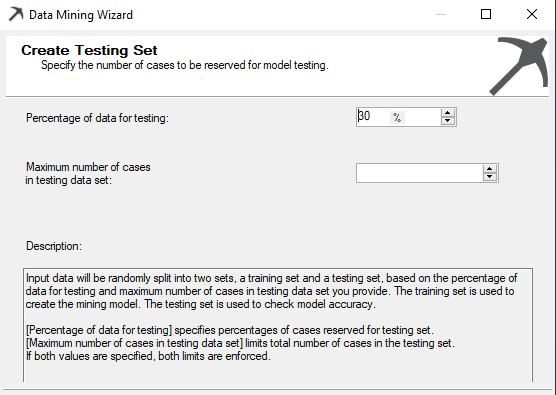 Data Mining Wizard
Create Testing Set
Specify the number of cases to be reserved for model testing.
Percentage of data for testing:
30 %
Maximum number of cases
in testing data set:
Description:
Input data will be randomly split into two sets, a training set and a testing set, based on the percentage of
data for testing and maximum number of cases in testing data set you provide. The training set is used to
create the mining model. The testing set is used to check model accuracy.
[Percentage of data for testing] specifies percentages of cases reserved for testing set.
[Maximum number of cases in testing data set] limits total number of cases in the testing set.
If both values are specified, both limits are enforced.